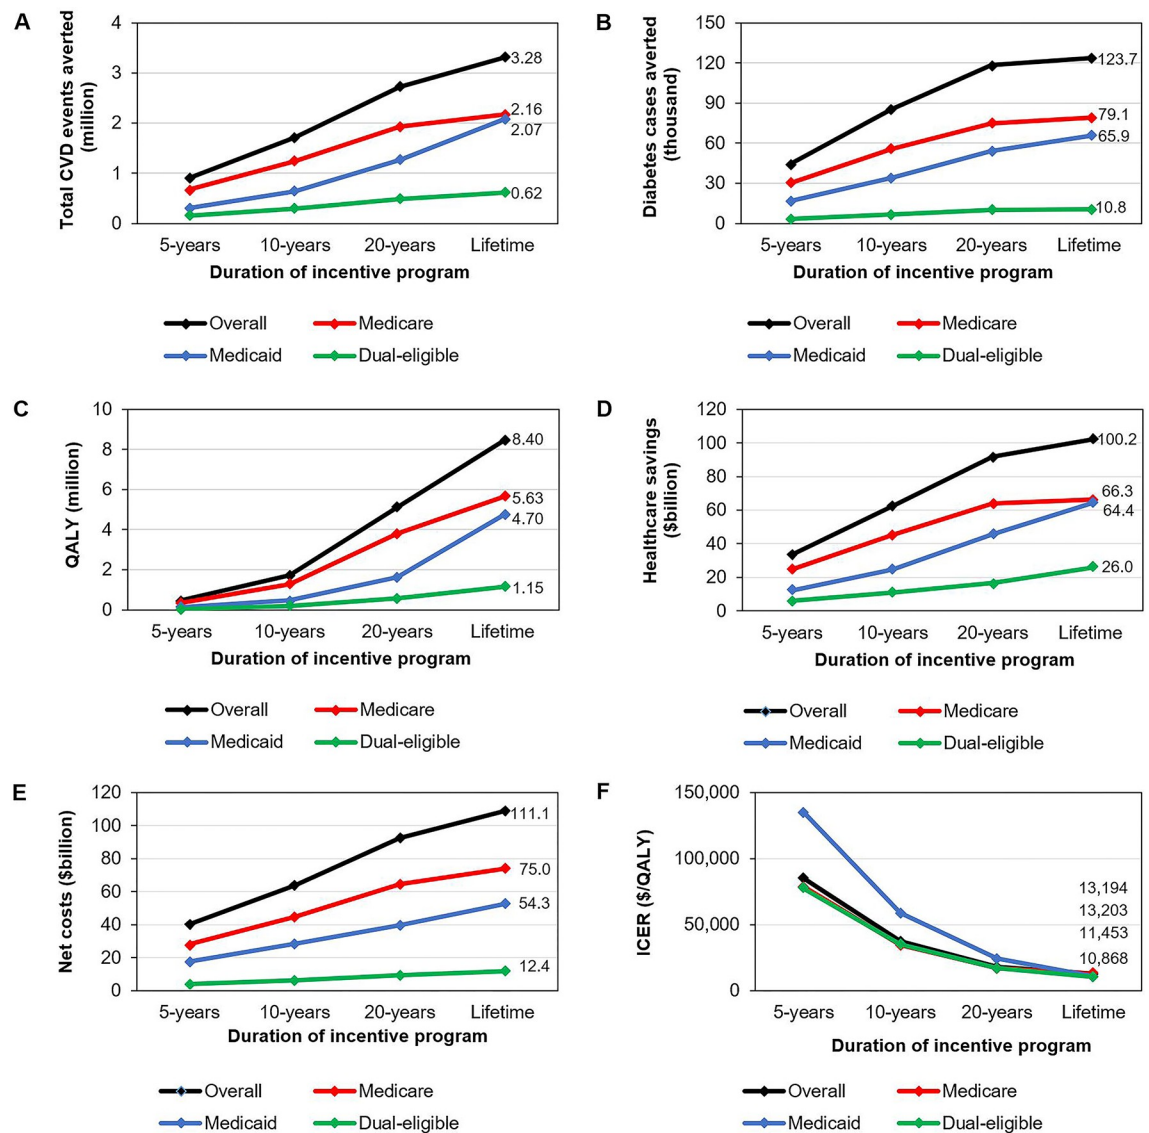 A
Total CVD events averted
(million)
4
3
2
1
0
3.28
2.16
2.07
0.62
5-years 10-years 20-years Lifetime
Duration of incentive program
Overall Medicare
Medicaid Dual-eligible
B
Diabetes cases averted
(thousand)
150
120
90
60
30
0
123.7
79.1
65.9
10.8
5-years 10-years 20-years Lifetime
Duration of incentive program
Overall Medicare
Medicaid Dual-eligible
C
QALY (million)
10
8
6
4
2
0
8.40
5.63
4.70
1.15
5-years 10-years 20-years Lifetime
Duration of incentive program
Overall Medicare
Medicaid Dual-eligible
D
Healthcare savings
($billion)
120
100
80
60
40
20
0
100.2
66.3
64.4
26.0
5-years 10-years 20-years Lifetime
Duration of incentive program
Overall Medicare
Medicaid Dual-eligible
E
Net costs ($billion)
120
100
80
60
40
20
0
111.1
75.0
54.3
12.4
5-years 10-years 20-years Lifetime
Duration of incentive program
Overall Medicare
Medicaid Dual-eligible
F
ICER ($/QALY)
150,000
100,000
50,000
0
13,194
13,203
11,453
10,868
5-years 10-years 20-years Lifetime
Duration of incentive program
Overall Medicare
Medicaid Dual-eligible